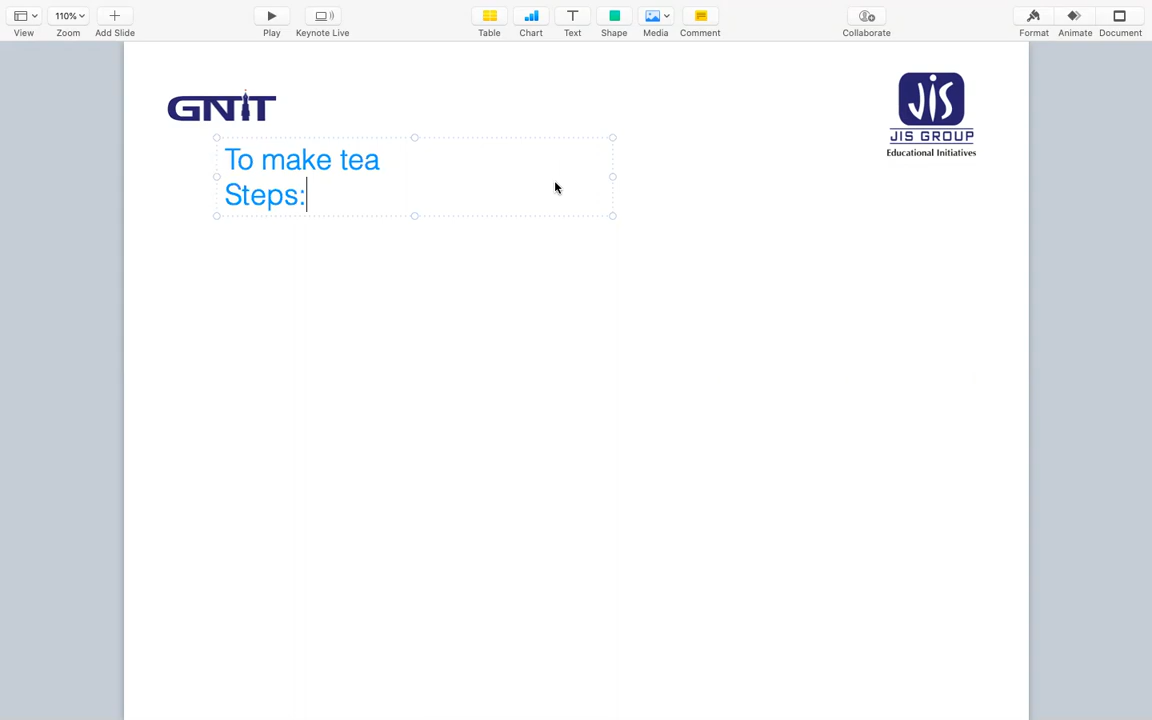 View
110%
Zoom
Add Slide
Play
Keynote Live
Table
Chart
Text
Shape
Media
Comment
Collaborate
Format
Animate
Document
GNIT
JIS
JIS GROUP
Educational Initiatives
To make tea
Steps: